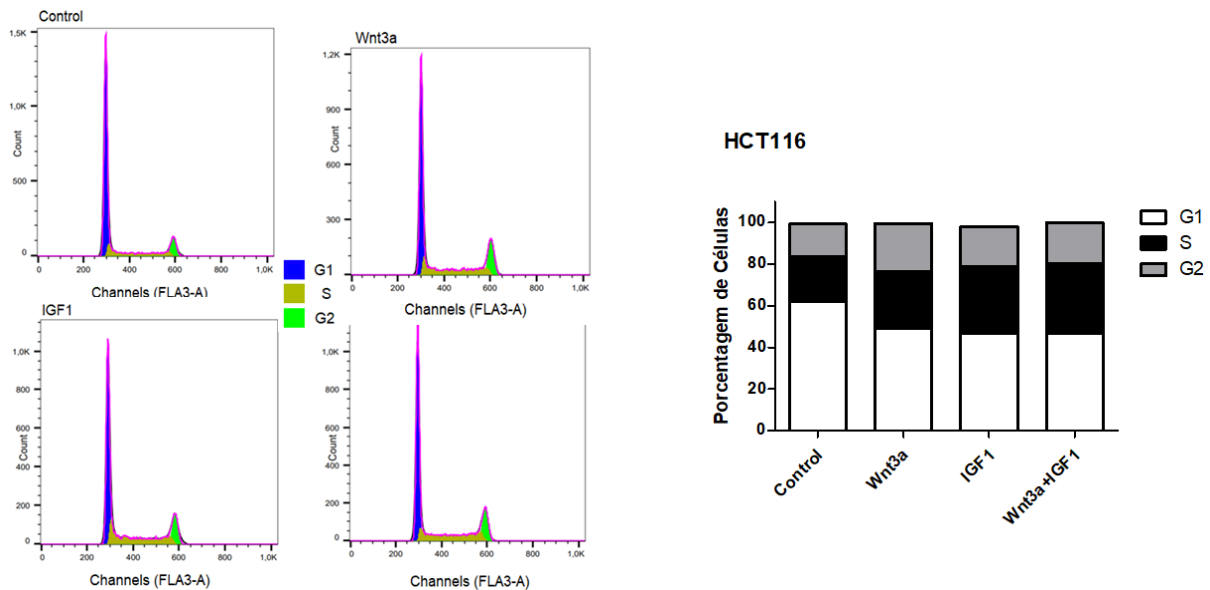 Control
1,5K
1,0K
500
0
Count
0 200 400 600 800 1,0K
Channels (FLA3-A)
Wnt3a
1,2K
900
600
300
0
Count
0 200 400 600 800 1,0K
Channels (FLA3-A)
G1
S
G2
IGF1
1,0K
800
600
400
200
0
Count
0 200 400 600 800 1,0K
Channels (FLA3-A)
1,0K
800
600
400
200
0
Count
0 200 400 600 800 1,0K
Channels (FLA3-A)
HCT116
Porcentagem de Células
100
80
60
40
20
0
Control
Wnt3a
IGF1
Wnt3a+IGF1
G1
S
G2